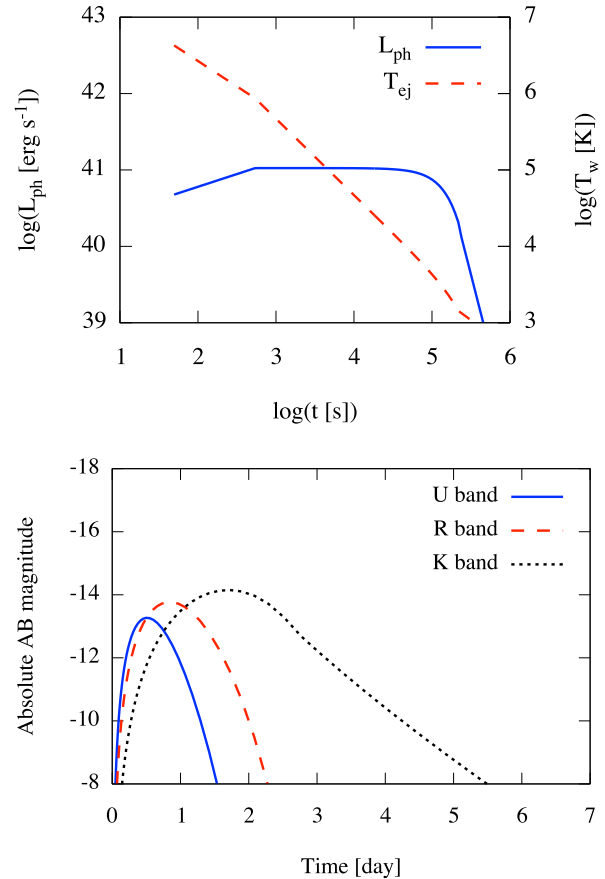 43
42
41
40
39
log(L_ph [erg s^-1])
L_ph
T_ej
7
6
5
4
3
log(T_w [K])
1 2 3 4 5 6
log(t [s])
-18
-16
-14
-12
-10
-8
Absolute AB magnitude
U band
R band
K band
0 1 2 3 4 5 6 7
Time [day]